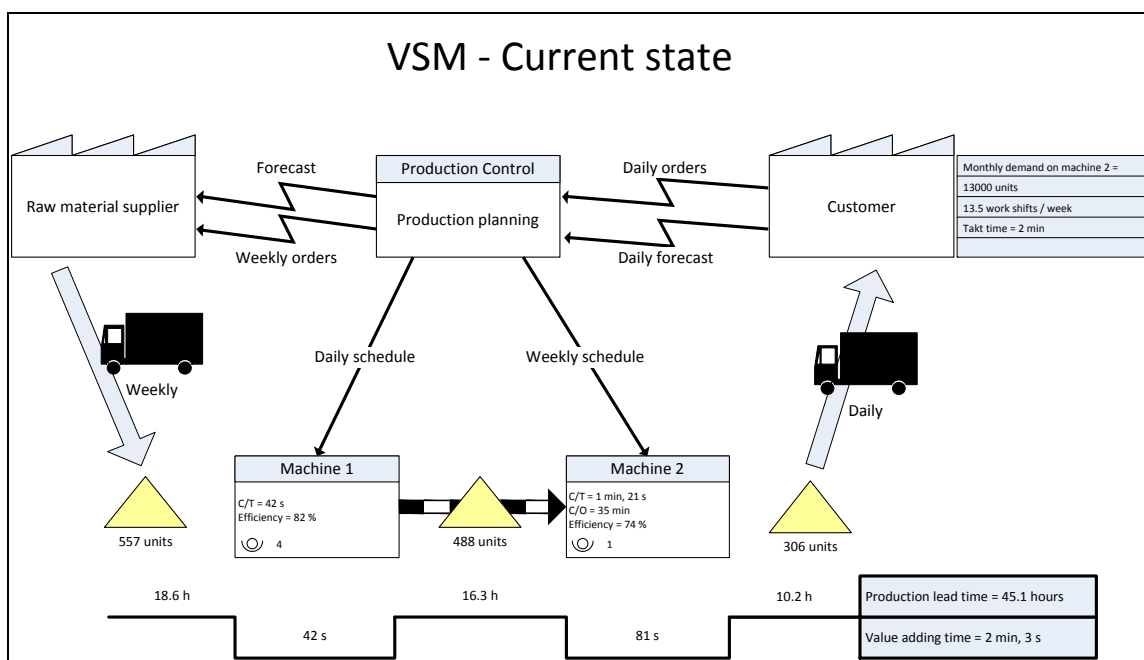 VSM - Current state
Raw material supplier
Forecast
Weekly orders
Production Control
Production planning
Daily orders
Daily forecast
Customer
Monthly demand on machine 2 =
13000 units
13.5 work shifts / week
Takt time = 2 min
Weekly
Daily schedule
Weekly schedule
Daily
Machine 1
C/T = 42 s
Efficiency = 82 %
4
Machine 2
C/T = 1 min, 21 s
C/O = 35 min
Efficiency = 74 %
1
557 units
488 units
306 units
18.6 h
42 s
16.3 h
81 s
10.2 h
Production lead time = 45.1 hours
Value adding time = 2 min, 3 s